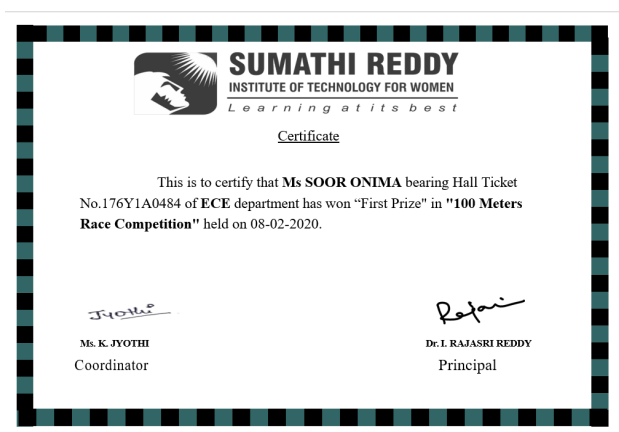 SUMATHI REDDY
INSTITUTE OF TECHNOLOGY FOR WOMEN
Learning at its best
Certificate
This is to certify that Ms SOOR ONIMA bearing Hall Ticket
No.176Y1A0484 of ECE department has won “First Prize" in "100 Meters
Race Competition" held on 08-02-2020.
Jyothi
Rajasri
Ms. K. JYOTHI
Dr. I. RAJASRI REDDY
Coordinator
Principal